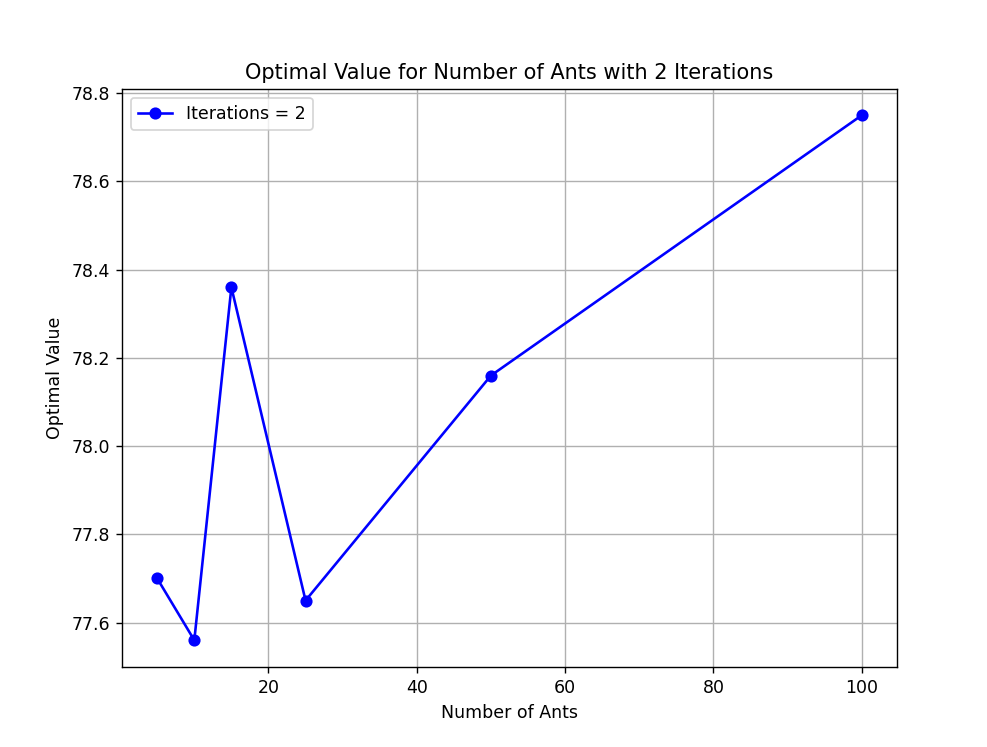 Optimal Value for Number of Ants with 2 Iterations
Iterations = 2
78.8
78.6
78.4
78.2
78.0
77.8
77.6
Optimal Value
20 40 60 80 100
Number of Ants